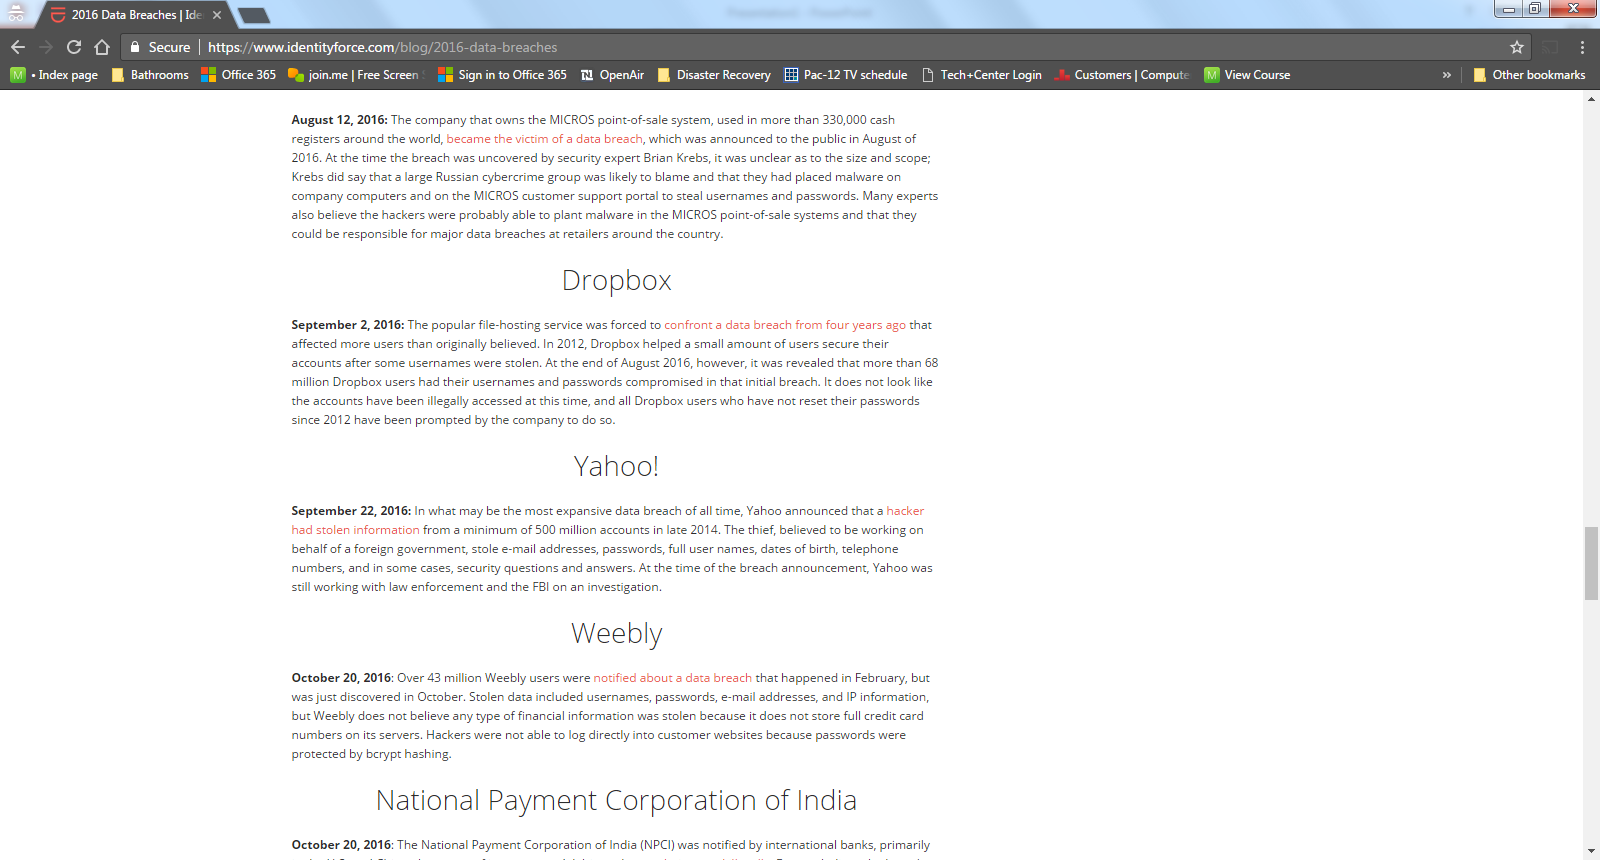 2016 Data Breaches | Ide
Secure | https://www.identityforce.com/blog/2016-data-breaches
• Index page Bathrooms Office 365 join.me | Free Screen S Sign in to Office 365 OpenAir Disaster Recovery Pac-12 TV schedule Tech+Center Login Customers | Compute View Course » Other bookmarks
August 12, 2016: The company that owns the MICROS point-of-sale system, used in more than 330,000 cash
registers around the world, became the victim of a data breach, which was announced to the public in August of
2016. At the time the breach was uncovered by security expert Brian Krebs, it was unclear as to the size and scope;
Krebs did say that a large Russian cybercrime group was likely to blame and that they had placed malware on
company computers and on the MICROS customer support portal to steal usernames and passwords. Many experts
also believe the hackers were probably able to plant malware in the MICROS point-of-sale systems and that they
could be responsible for major data breaches at retailers around the country.
Dropbox
September 2, 2016: The popular file-hosting service was forced to confront a data breach from four years ago that
affected more users than originally believed. In 2012, Dropbox helped a small amount of users secure their
accounts after some usernames were stolen. At the end of August 2016, however, it was revealed that more than 68
million Dropbox users had their usernames and passwords compromised in that initial breach. It does not look like
the accounts have been illegally accessed at this time, and all Dropbox users who have not reset their passwords
since 2012 have been prompted by the company to do so.
Yahoo!
September 22, 2016: In what may be the most expansive data breach of all time, Yahoo announced that a hacker
had stolen information from a minimum of 500 million accounts in late 2014. The thief, believed to be working on
behalf of a foreign government, stole e-mail addresses, passwords, full user names, dates of birth, telephone
numbers, and in some cases, security questions and answers. At the time of the breach announcement, Yahoo was
still working with law enforcement and the FBI on an investigation.
Weebly
October 20, 2016: Over 43 million Weebly users were notified about a data breach that happened in February, but
was just discovered in October. Stolen data included usernames, passwords, e-mail addresses, and IP information,
but Weebly does not believe any type of financial information was stolen because it does not store full credit card
numbers on its servers. Hackers were not able to log directly into customer websites because passwords were
protected by bcrypt hashing.
National Payment Corporation of India
October 20, 2016: The National Payment Corporation of India (NPCI) was notified by international banks, primarily